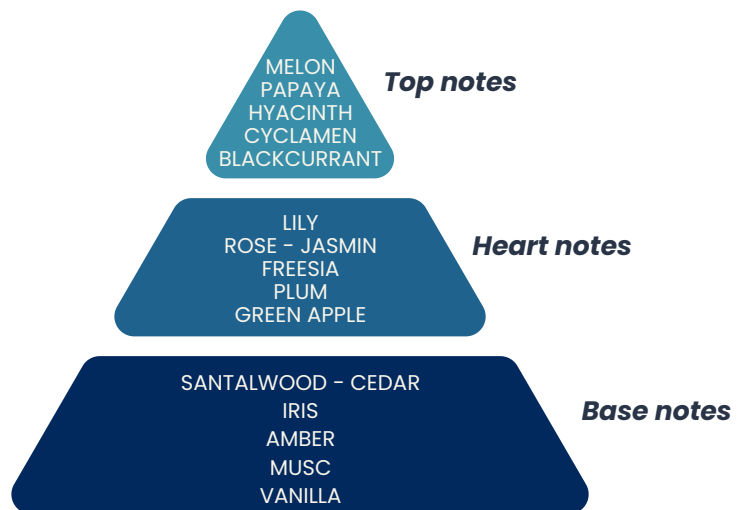 MELON
PAPAYA
HYACINTH
CYCLAMEN
BLACKCURRANT
Top notes
LILY
ROSE - JASMIN
FREESIA
PLUM
GREEN APPLE
Heart notes
SANTALWOOD - CEDAR
IRIS
AMBER
MUSC
VANILLA
Base notes